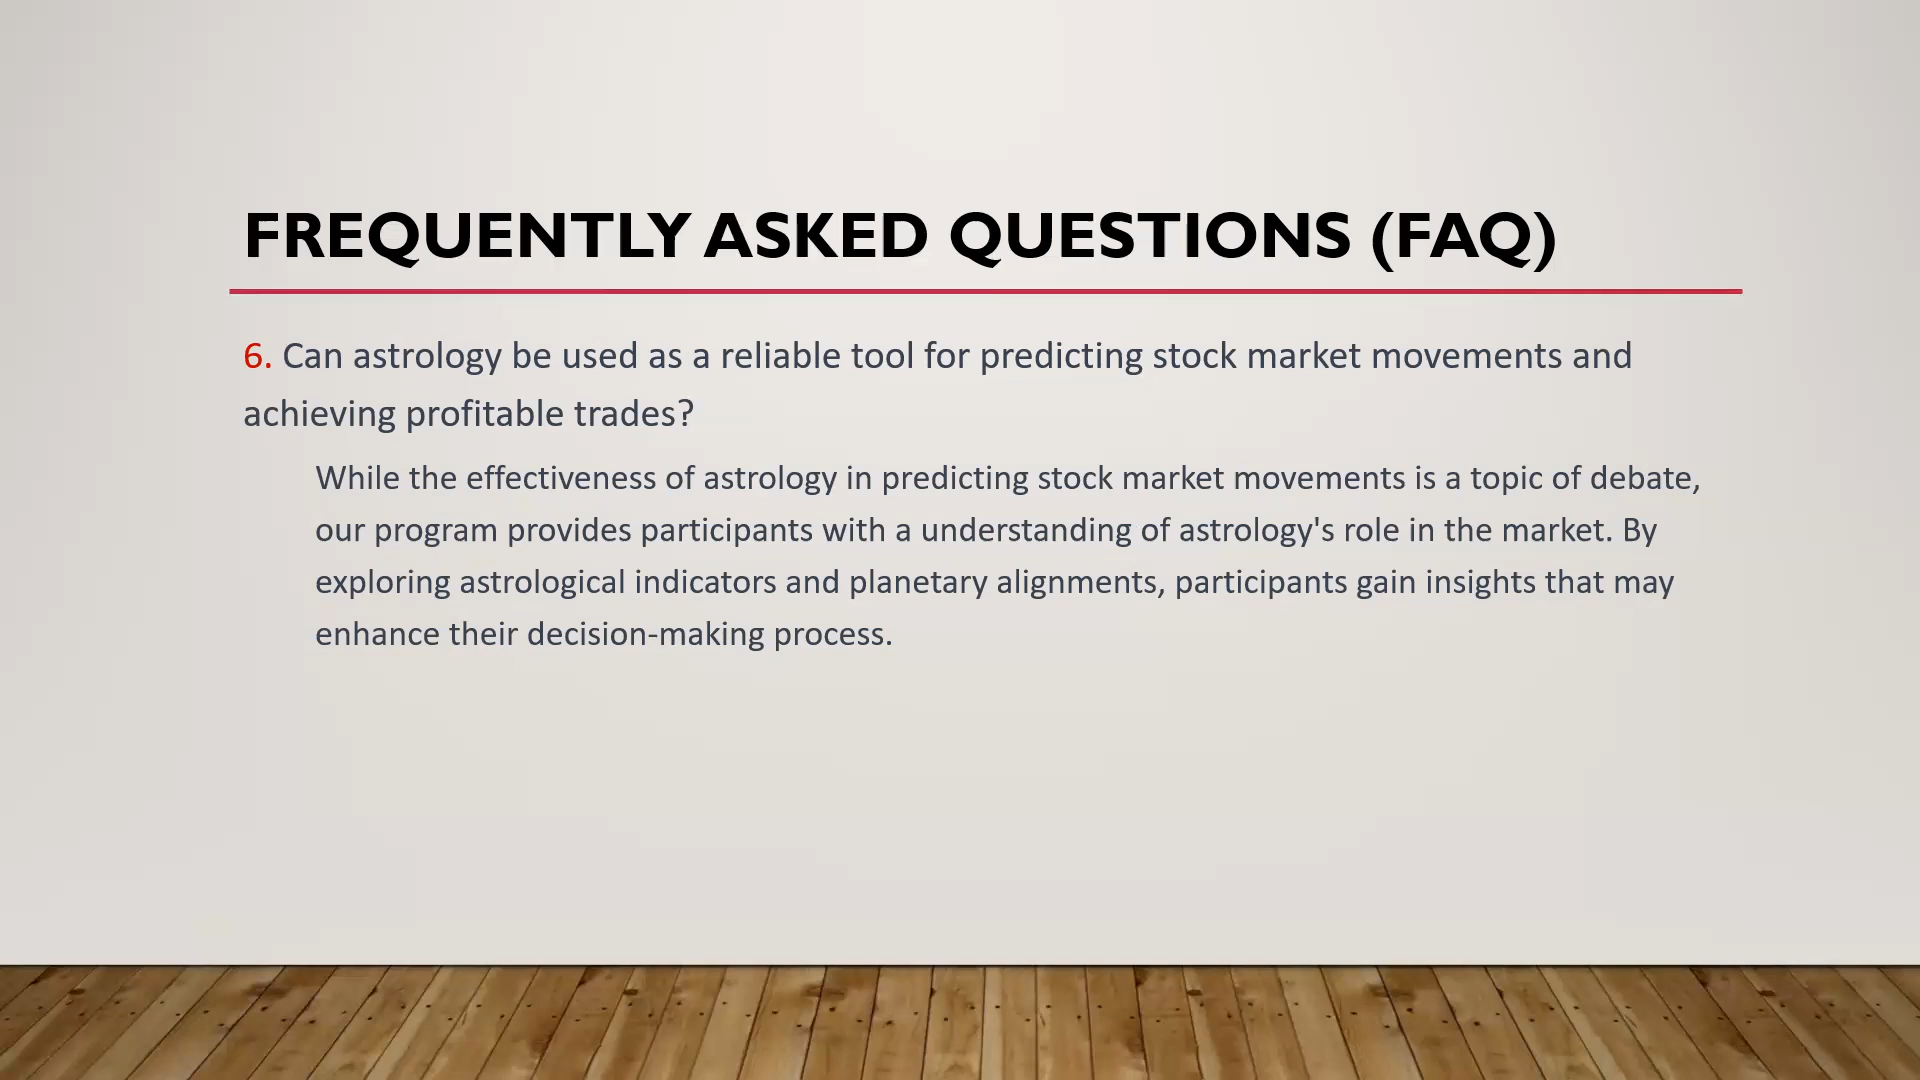 FREQUENTLY ASKED QUESTIONS (FAQ)
6. Can astrology be used as a reliable tool for predicting stock market movements and
achieving profitable trades?
While the effectiveness of astrology in predicting stock market movements is a topic of debate,
our program provides participants with a understanding of astrology's role in the market. By
exploring astrological indicators and planetary alignments, participants gain insights that may
enhance their decision-making process.